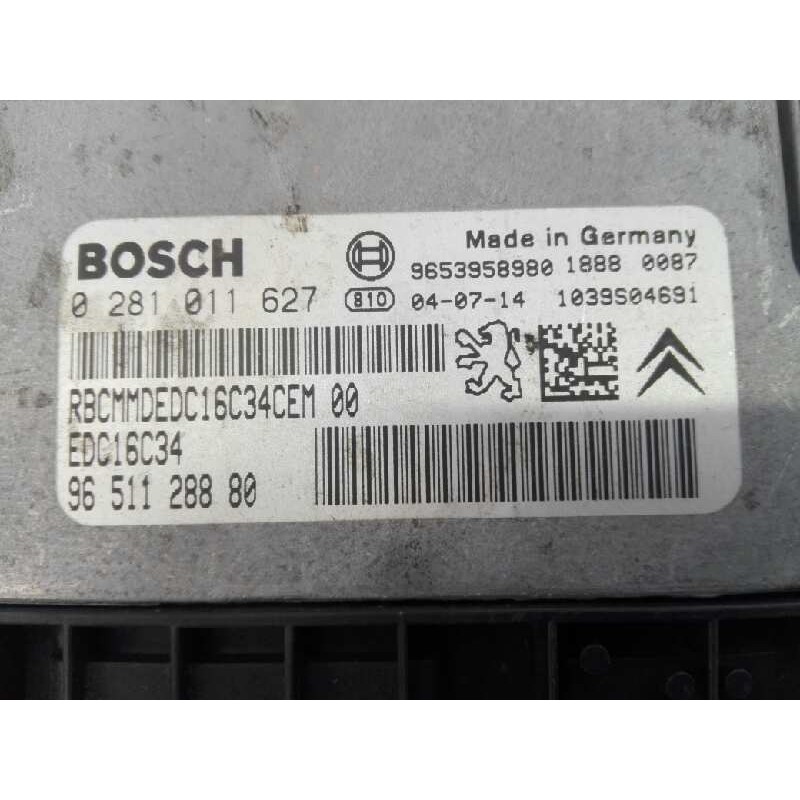 BOSCH
Made in Germany
9653958980 1888 0087
0 281 011 627 810 04-07-14 1039S04691
RBCMMDEDC16C34CEM 00
EDC16C34
96 511 288 80